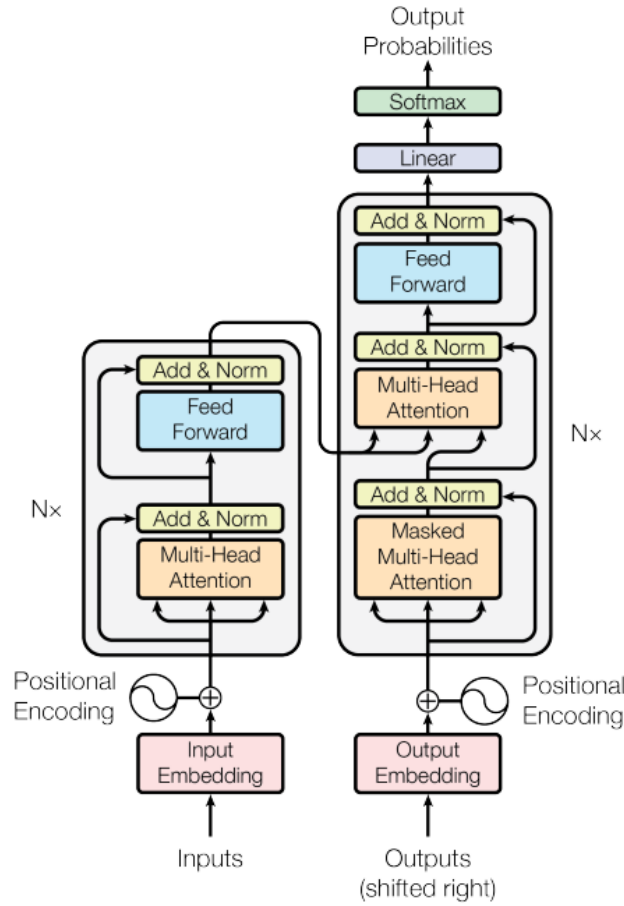 Output
Probabilities
Softmax
Linear
Add & Norm
Feed
Forward
Add & Norm
Multi-Head
Attention
Add & Norm
Masked
Multi-Head
Attention
N×
Add & Norm
Feed
Forward
Add & Norm
Multi-Head
Attention
N×
Positional
Encoding
Positional
Encoding
Input
Embedding
Output
Embedding
Inputs
Outputs
(shifted right)